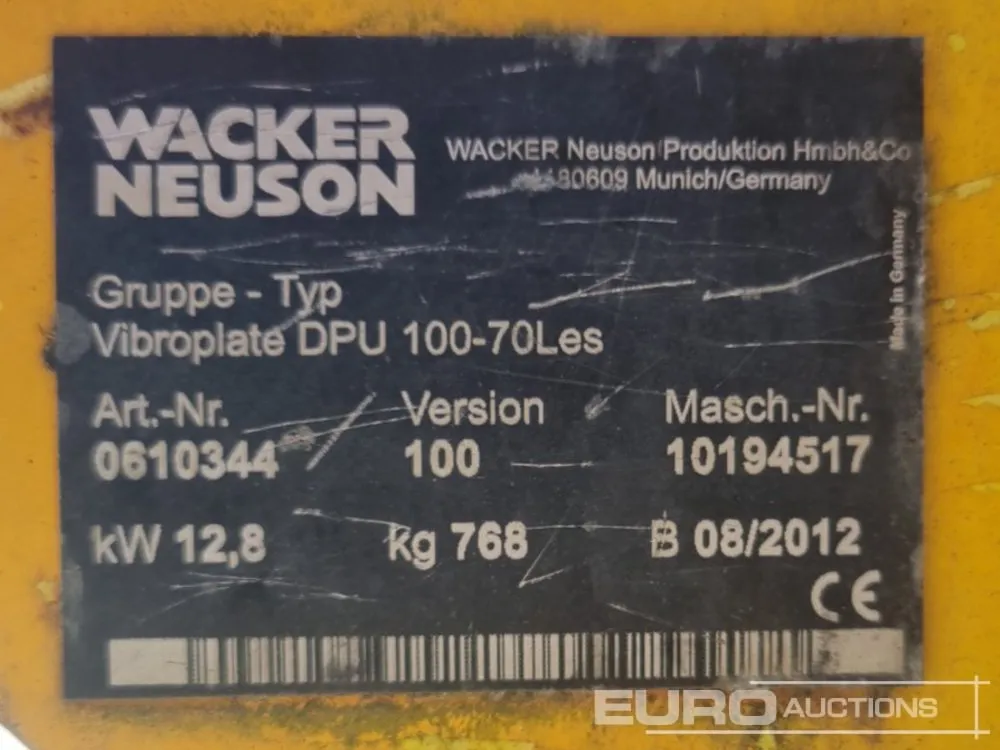 WACKER
NEUSON
WACKER Neuson Produktion Hmbh&Co
80609 Munich/Germany
Made in Germany
Gruppe - Typ
Vibroplate DPU 100-70Les
Art.-Nr. Version Masch.-Nr.
0610344 100 10194517
kW 12,8 kg 768 B 08/2012
CE
EURO AUCTIONS